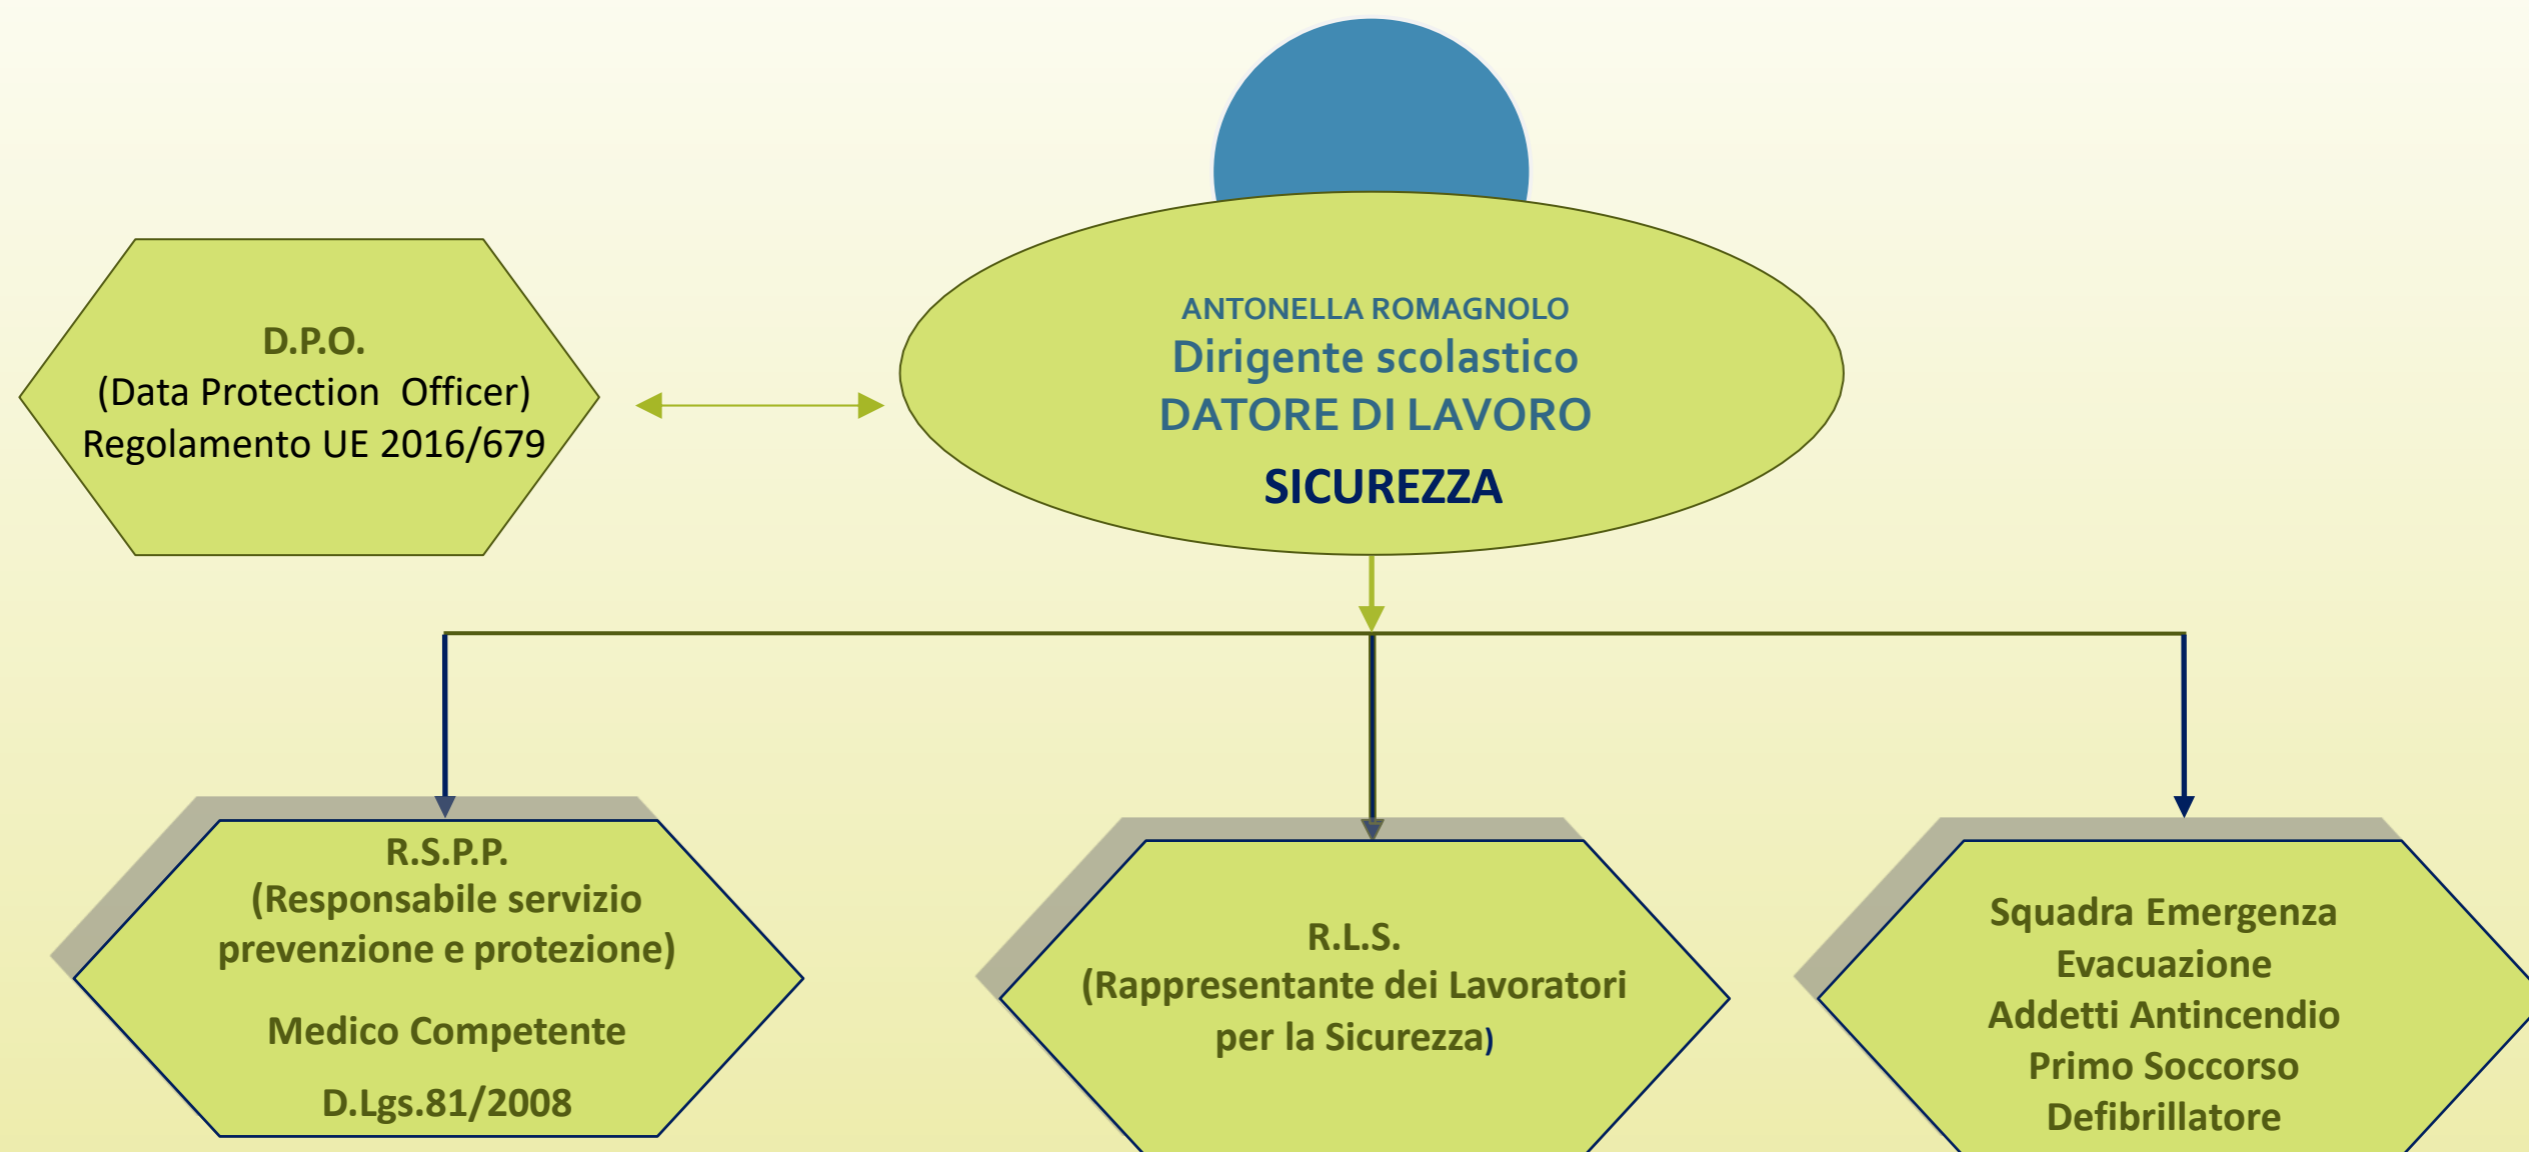 ANTONELLA ROMAGNOLO
Dirigente scolastico
DATORE DI LAVORO
SICUREZZA
D.P.O.
(Data Protection  Officer)
Regolamento UE 2016/679
R.S.P.P.
(Responsabile servizio
prevenzione e protezione)
Medico Competente
D.Lgs.81/2008
R.L.S.
(Rappresentante dei Lavoratori
per la Sicurezza)
Squadra Emergenza
Evacuazione
Addetti Antincendio
Primo Soccorso
Defibrillatore